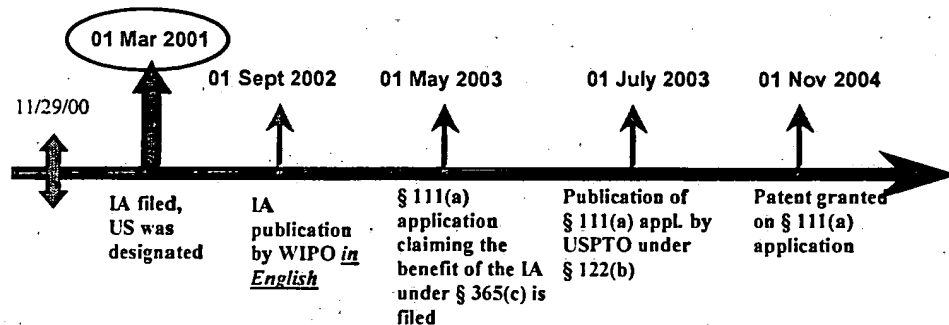 01 Mar 2001
01 Sept 2002
01 May 2003
01 July 2003
01 Nov 2004
11/29/00
IA filed,
US was
designated
IA
publication
by WIPO in
English
§ 111(a)
application
claiming the
benefit of the IA
under § 365(c) is
filed
Publication of
§ 111(a) appl. by
USPTO under
§ 122(b)
Patent granted
on § 111(a)
application